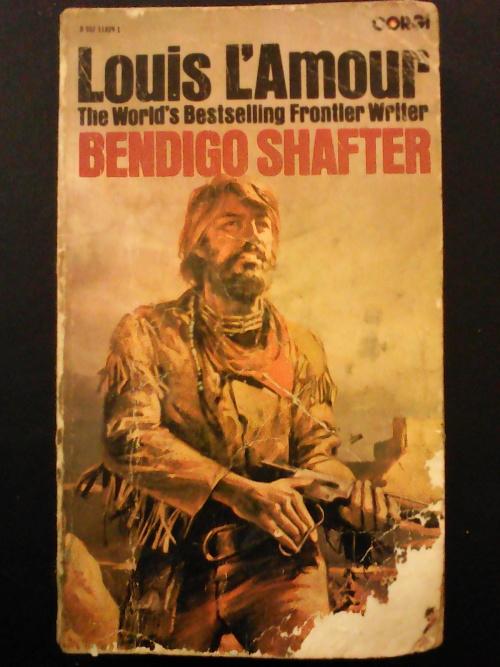 CORGI
Louis L'Amour
The World's Bestselling Frontier Writer
BENDIGO SHAFTER